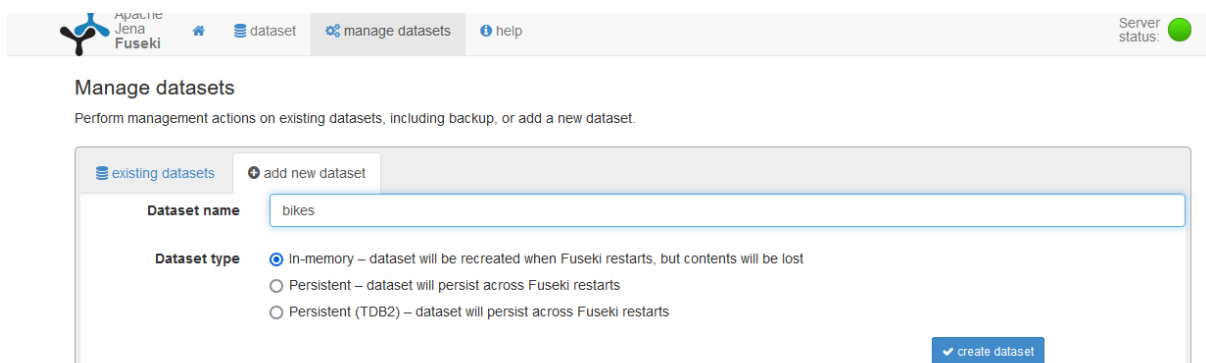 Apache
Jena
Fuseki
dataset
manage datasets
help
Server
status:
Manage datasets
Perform management actions on existing datasets, including backup, or add a new dataset.
existing datasets
add new dataset
Dataset name
bikes
Dataset type
In-memory – dataset will be recreated when Fuseki restarts, but contents will be lost
Persistent – dataset will persist across Fuseki restarts
Persistent (TDB2) – dataset will persist across Fuseki restarts
create dataset